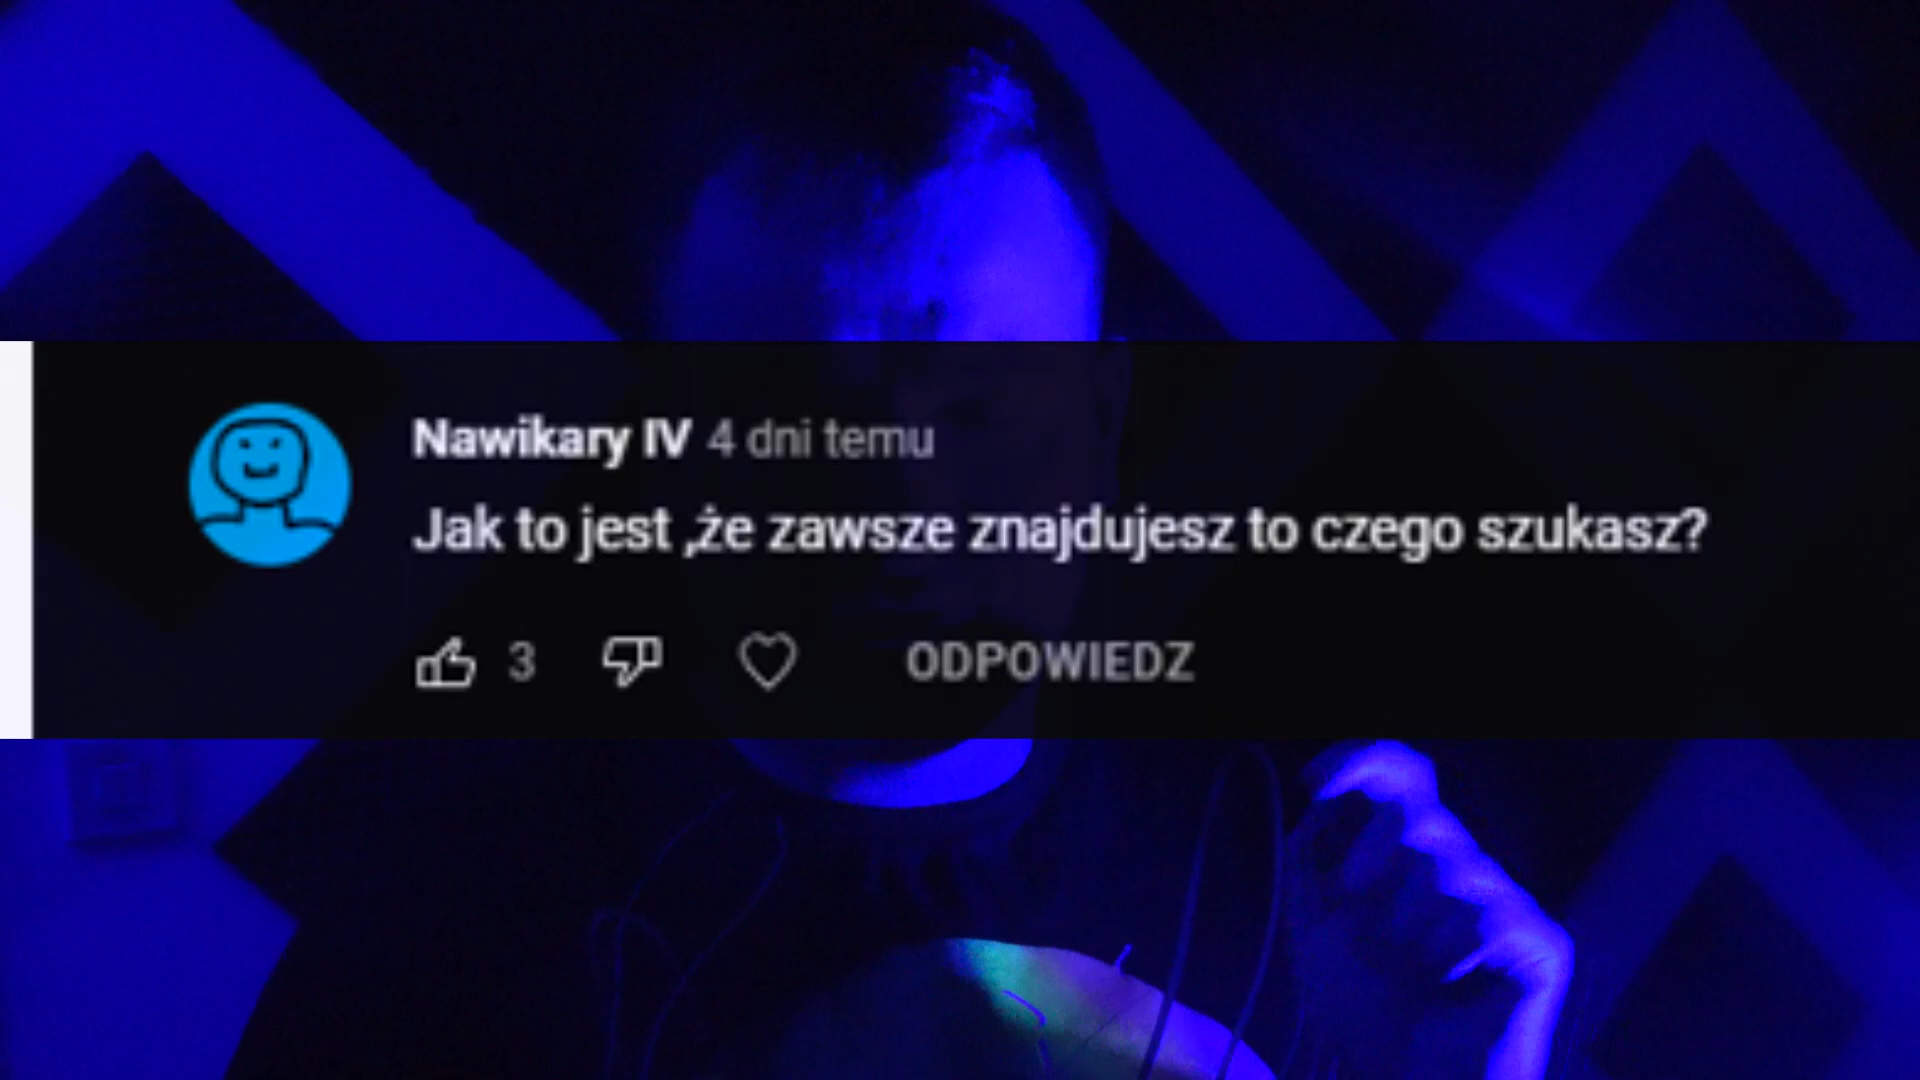 Nawikary IV 4 dni temu
Jak to jest ,że zawsze znajdujesz to czego szukasz?
3 ODPOWIEDZ